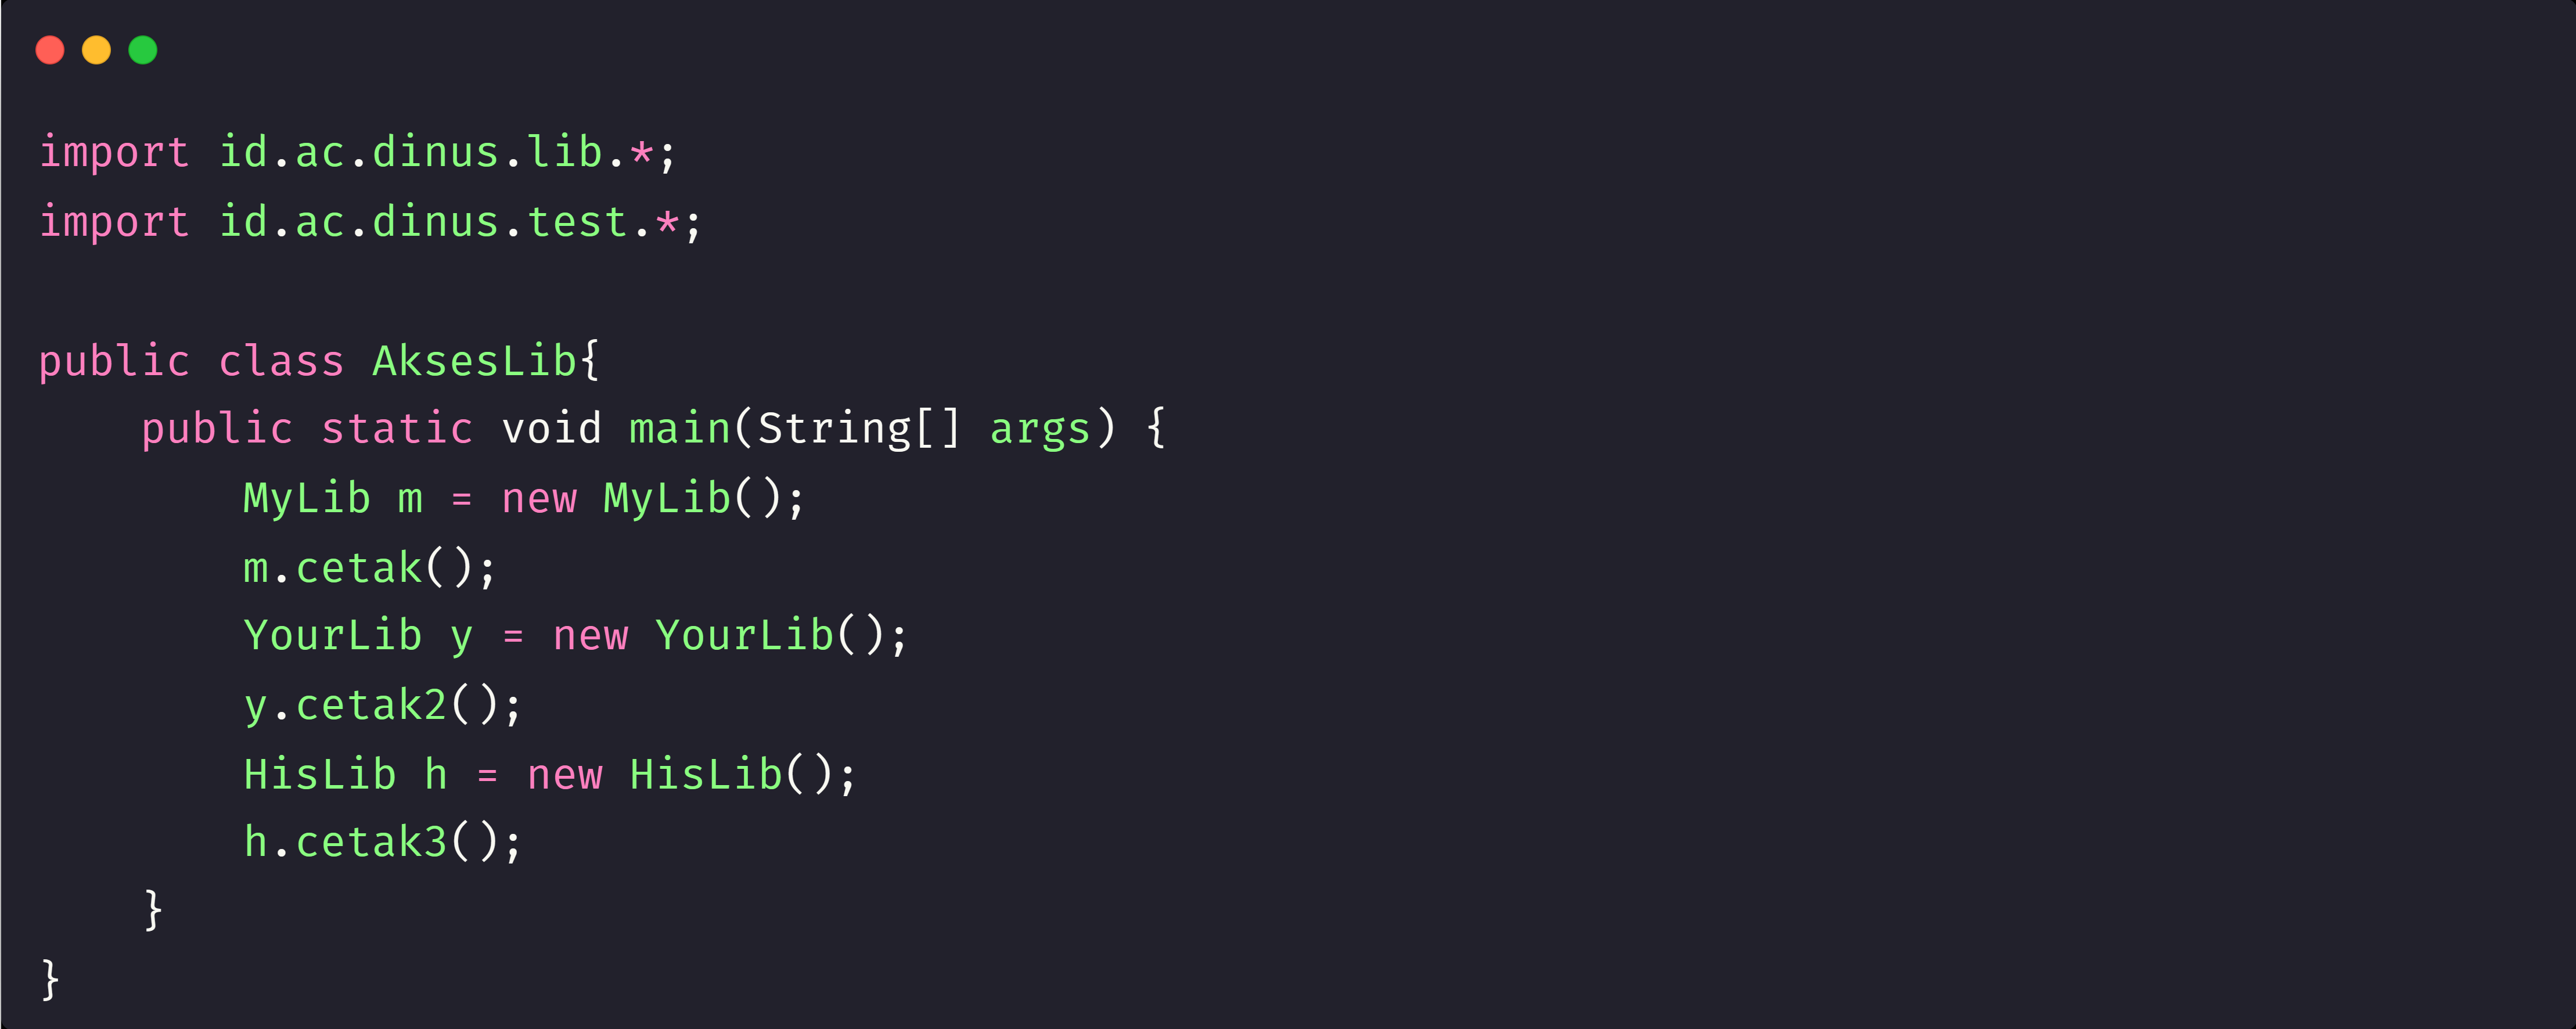 import id.ac.dinus.lib.*;
import id.ac.dinus.test.*;

public class AksesLib{
    public static void main(String[] args) {
        MyLib m = new MyLib();
        m.cetak();
        YourLib y = new YourLib();
        y.cetak2();
        HisLib h = new HisLib();
        h.cetak3();
    }
}